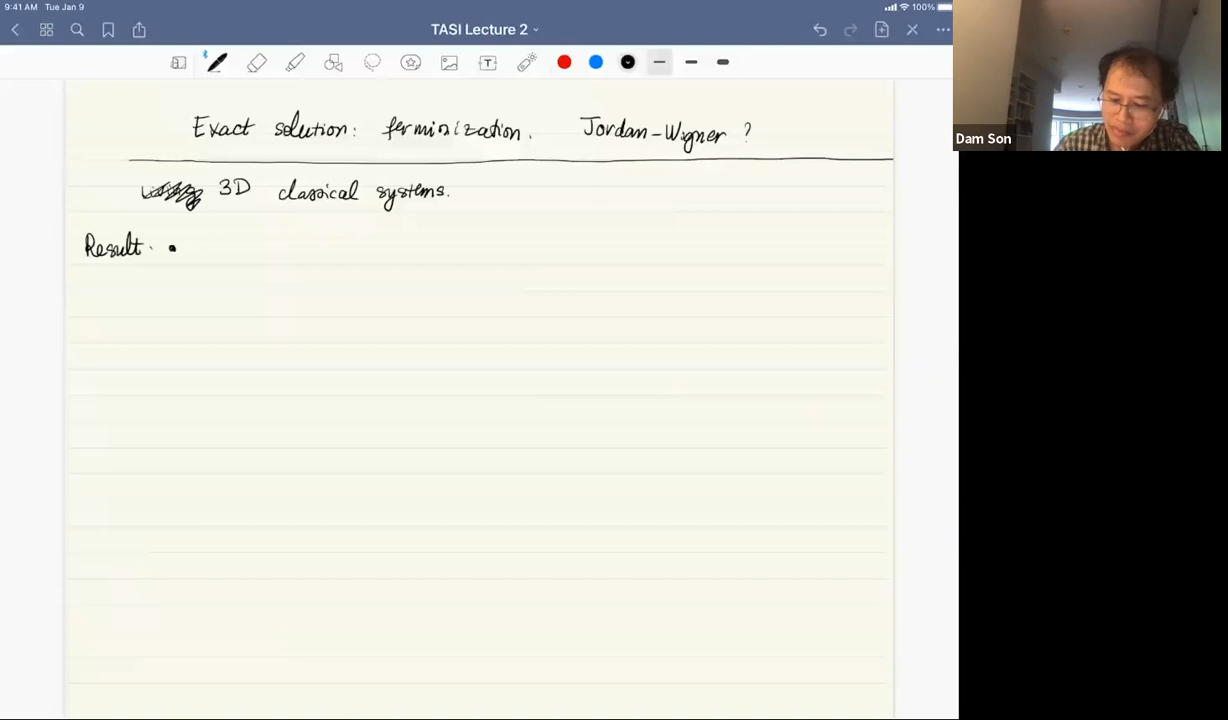 9:41 AM Tue Jan 9
100%
TASI Lecture 2
T
Exact solution: fermionization. Jordan-Wigner ?
3D classical systems.
Result:
Dam Son